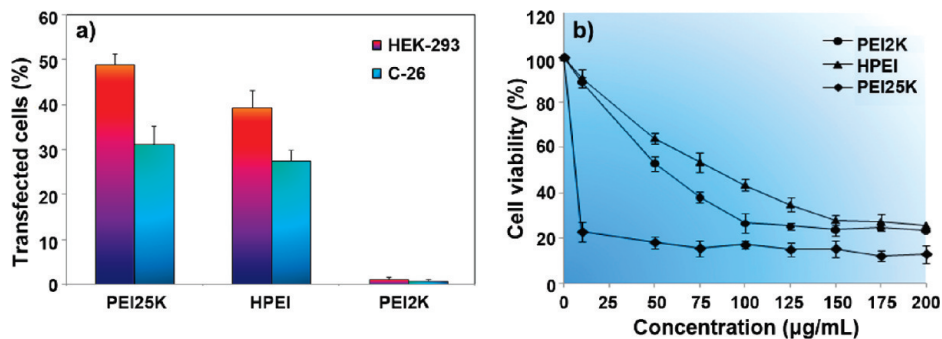 a)
Transfected cells (%)
60
50
40
30
20
10
0
HEK-293
C-26
PEI25K HPEI PEI2K
b)
Cell viability (%)
120
100
80
60
40
20
0
PEI2K
HPEI
PEI25K
0 25 50 75 100 125 150 175 200
Concentration (µg/mL)